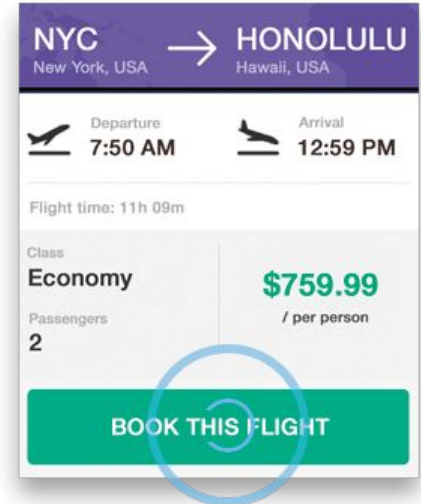 NYC HONOLULU
New York, USA Hawaii, USA
Departure Arrival
7:50 AM 12:59 PM
Flight time: 11h 09m
Class
Economy
Passengers
2
$759.99
/ per person
BOOK THIS FLIGHT